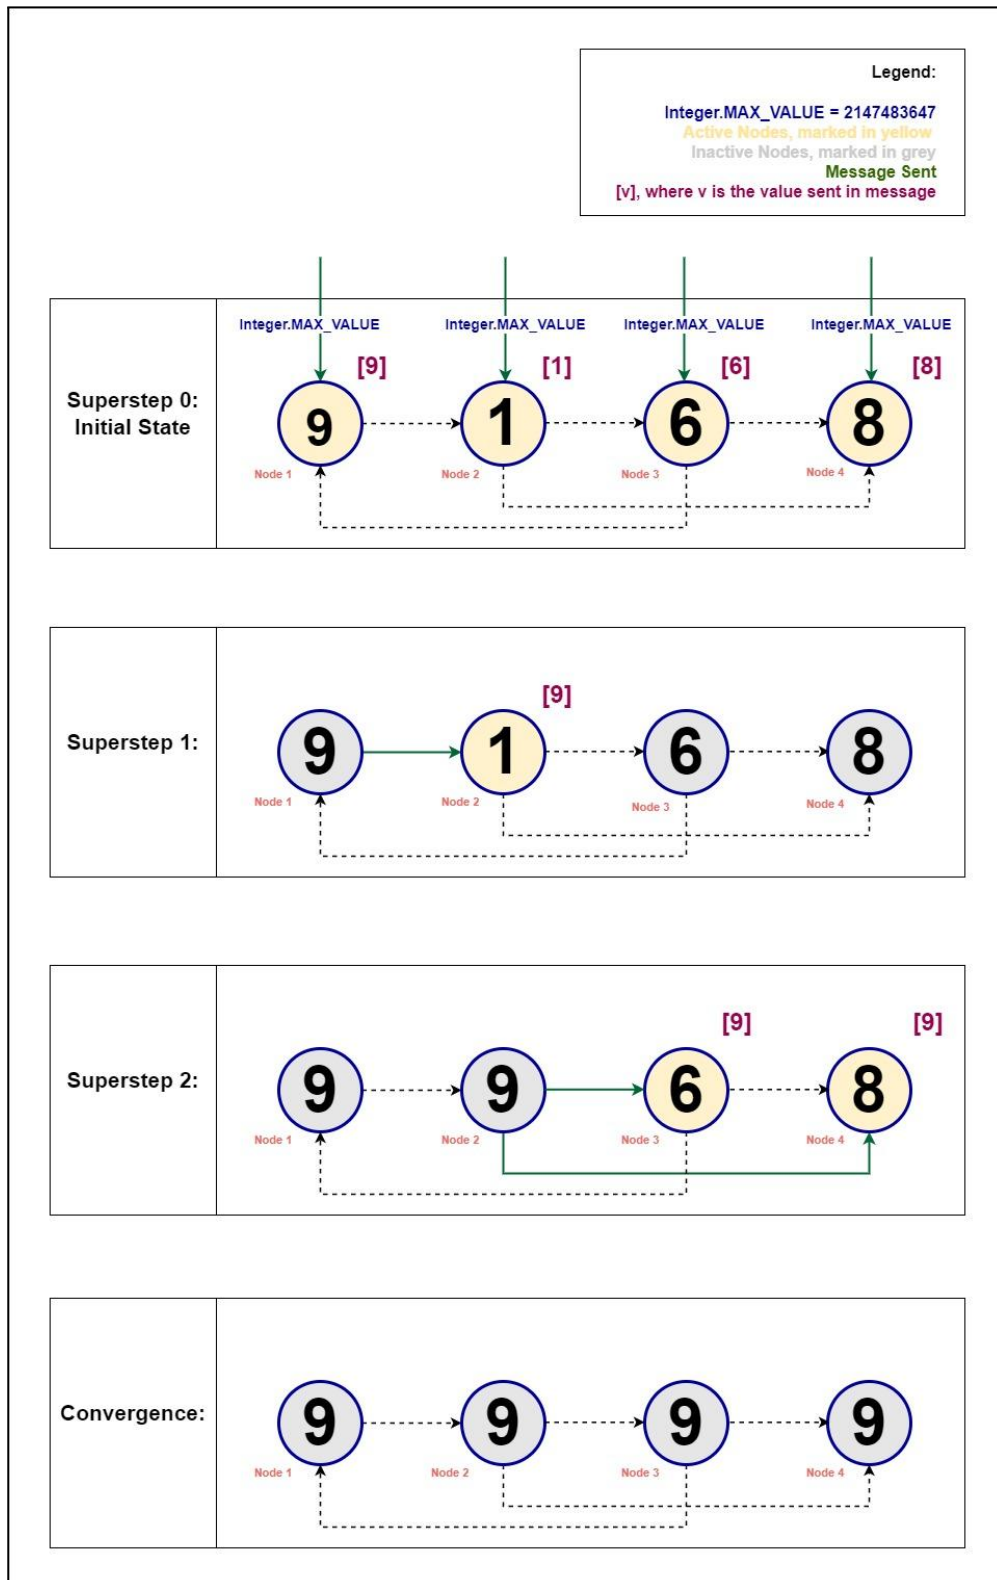 Legend:
Integer.MAX_VALUE = 2147483647
Active Nodes, marked in yellow
Inactive Nodes, marked in grey
Message Sent
[v], where v is the value sent in message
Superstep 0:
Initial State
Integer.MAX_VALUE Integer.MAX_VALUE Integer.MAX_VALUE Integer.MAX_VALUE
[9] [1] [6] [8]
9 1 6 8
Node 1 Node 2 Node 3 Node 4
Superstep 1:
[9]
9 1 6 8
Node 1 Node 2 Node 3 Node 4
Superstep 2:
[9] [9]
9 9 6 8
Node 1 Node 2 Node 3 Node 4
Convergence:
9 9 9 9
Node 1 Node 2 Node 3 Node 4